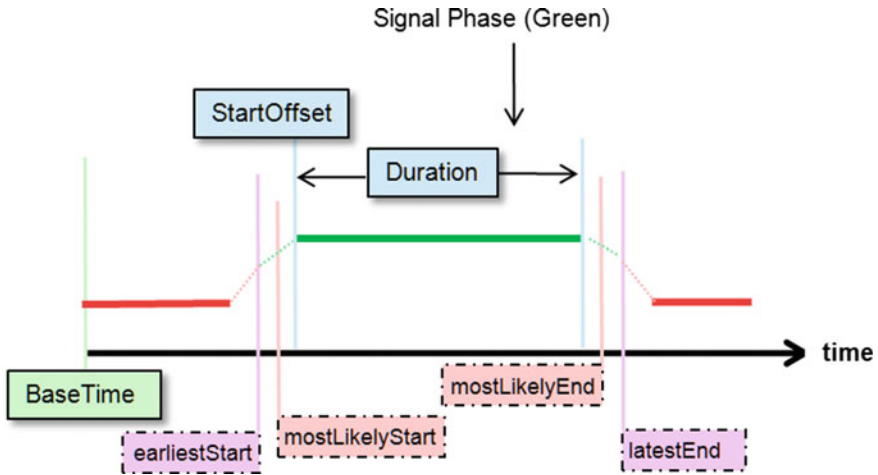 Signal Phase (Green)
StartOffset
Duration
time
BaseTime
mostLikelyEnd
earliestStart
mostLikelyStart
latestEnd